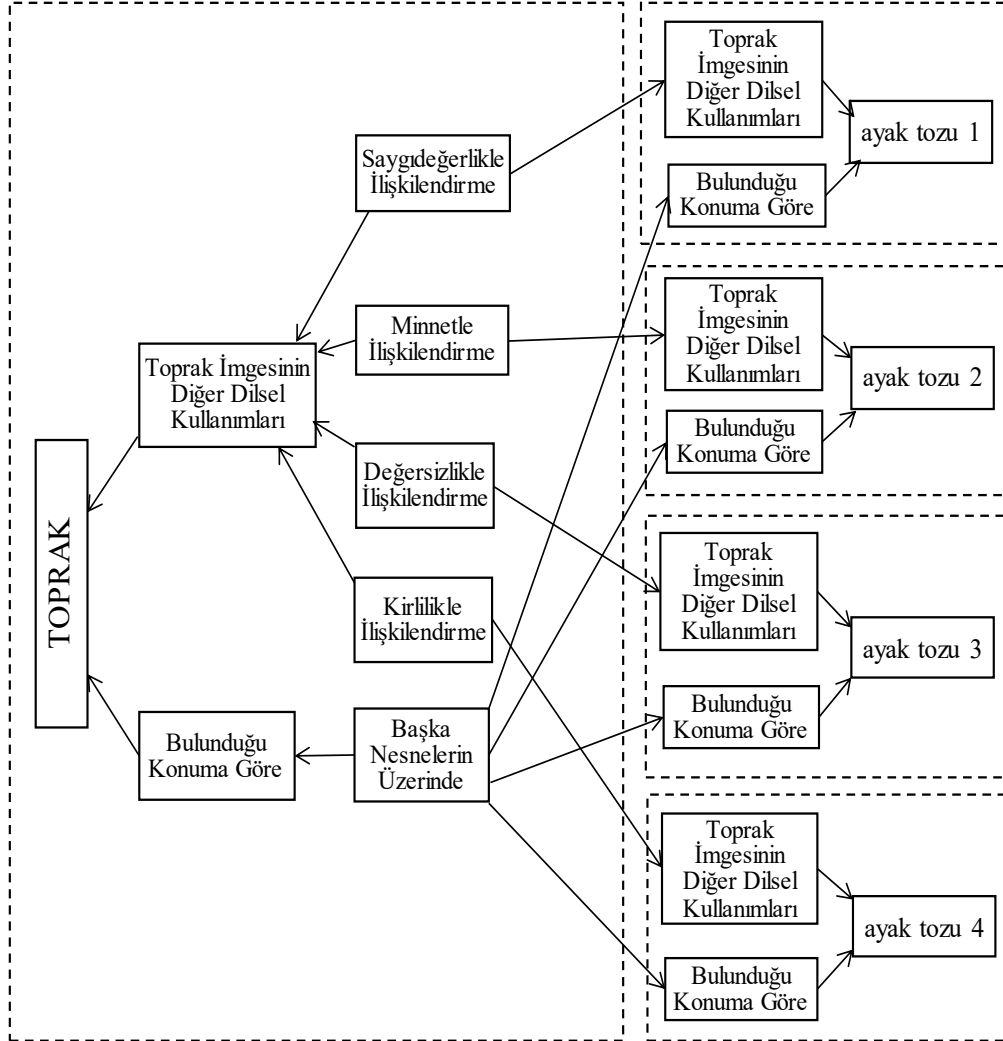 TOPRAK
Toprak İmgesinin
Diğer Dilsel
Kullanımları
Bulunduğu
Konuma Göre
Saygıdeğerlikle
İlişkilendirme
Minnetle
İlişkilendirme
Değersizlikle
İlişkilendirme
Kirlilikle
İlişkilendirme
Başka
Nesnelerin
Üzerinde
Toprak
İmgesinin
Diğer Dilsel
Kullanımları
Bulunduğu
Konuma Göre
ayak tozu 1
Toprak
İmgesinin
Diğer Dilsel
Kullanımları
Bulunduğu
Konuma Göre
ayak tozu 2
Toprak
İmgesinin
Diğer Dilsel
Kullanımları
Bulunduğu
Konuma Göre
ayak tozu 3
Toprak
İmgesinin
Diğer Dilsel
Kullanımları
Bulunduğu
Konuma Göre
ayak tozu 4